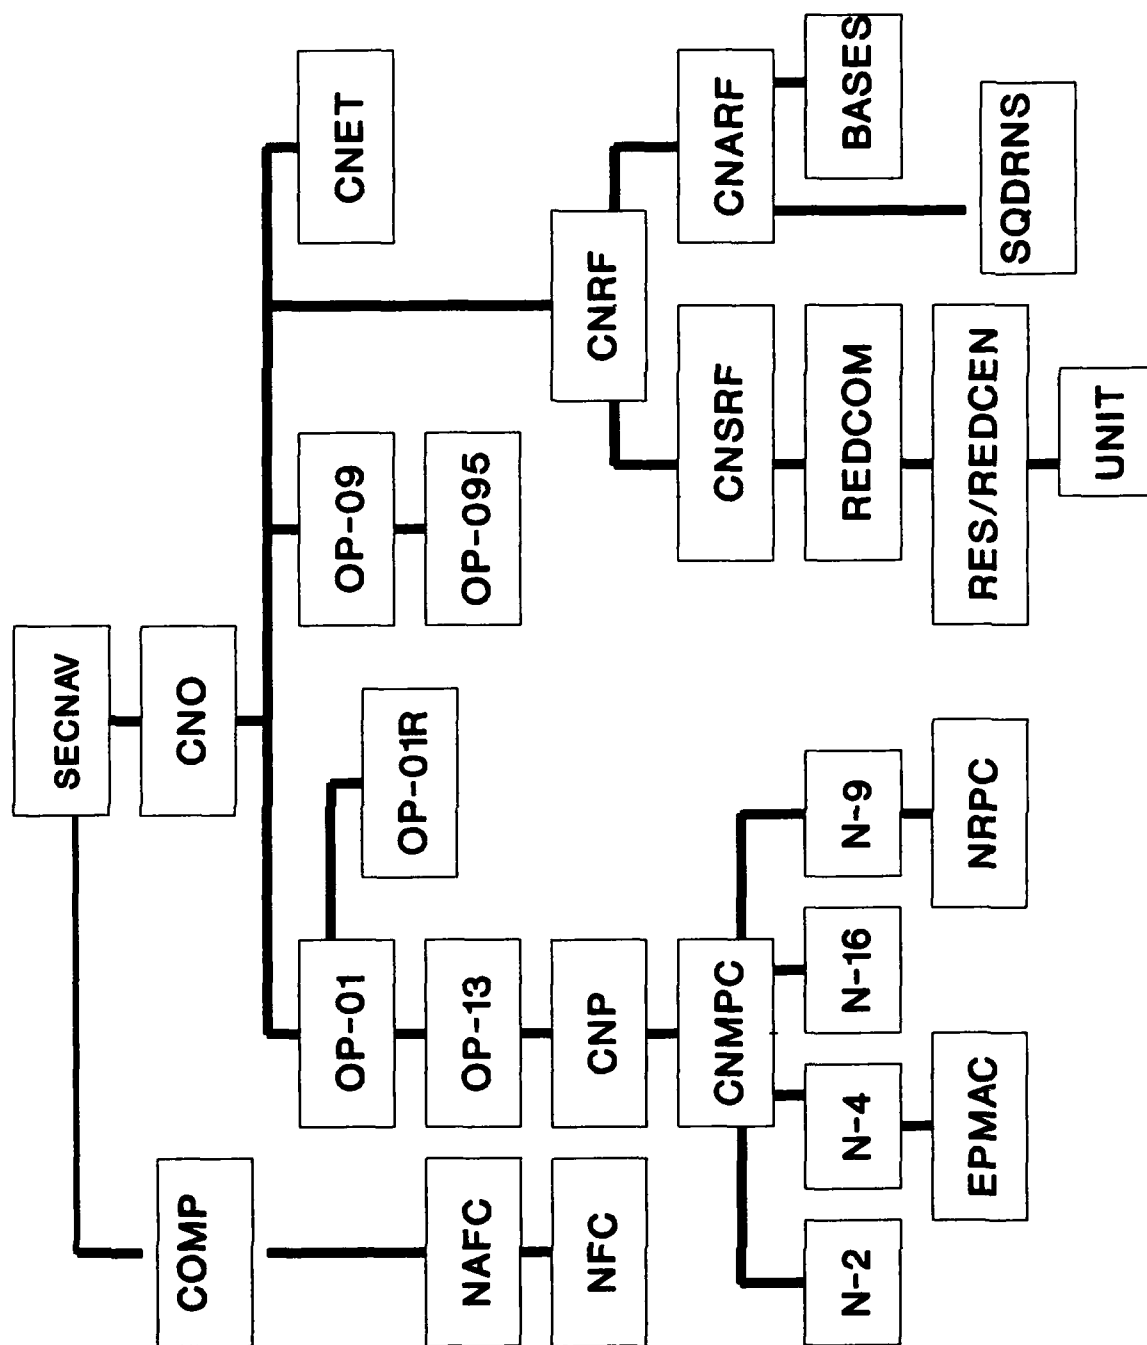 SECNAV
COMP
CNO
OP-01
OP-01R
OP-09
CNET
NAFC
OP-13
OP-095
NFC
CNP
CNRF
CNMPC
CNSRF
CNARF
N-2
N-4
N-16
N-9
REDCOM
BASES
EPMAC
NRPC
RES/REDCEN
SQDRNS
UNIT